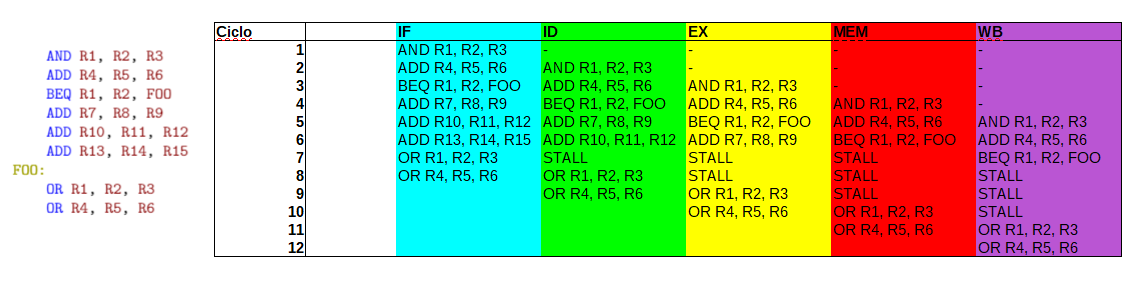 AND R1, R2, R3
ADD R4, R5, R6
BEQ R1, R2, FOO
ADD R7, R8, R9
ADD R10, R11, R12
ADD R13, R14, R15
FOO:
OR R1, R2, R3
OR R4, R5, R6
Ciclo IF ID EX MEM WB
1 AND R1, R2, R3 - - - -
2 ADD R4, R5, R6 AND R1, R2, R3 - - -
3 BEQ R1, R2, FOO ADD R4, R5, R6 AND R1, R2, R3 - -
4 ADD R7, R8, R9 BEQ R1, R2, FOO ADD R4, R5, R6 AND R1, R2, R3 -
5 ADD R10, R11, R12 ADD R7, R8, R9 BEQ R1, R2, FOO ADD R4, R5, R6 AND R1, R2, R3
6 ADD R13, R14, R15 ADD R10, R11, R12 ADD R7, R8, R9 BEQ R1, R2, FOO ADD R4, R5, R6
7 OR R1, R2, R3 STALL STALL STALL BEQ R1, R2, FOO
8 OR R4, R5, R6 OR R1, R2, R3 STALL STALL STALL
9 OR R4, R5, R6 OR R1, R2, R3 STALL STALL
10 OR R4, R5, R6 OR R1, R2, R3 STALL
11 OR R4, R5, R6 OR R1, R2, R3
12 OR R4, R5, R6